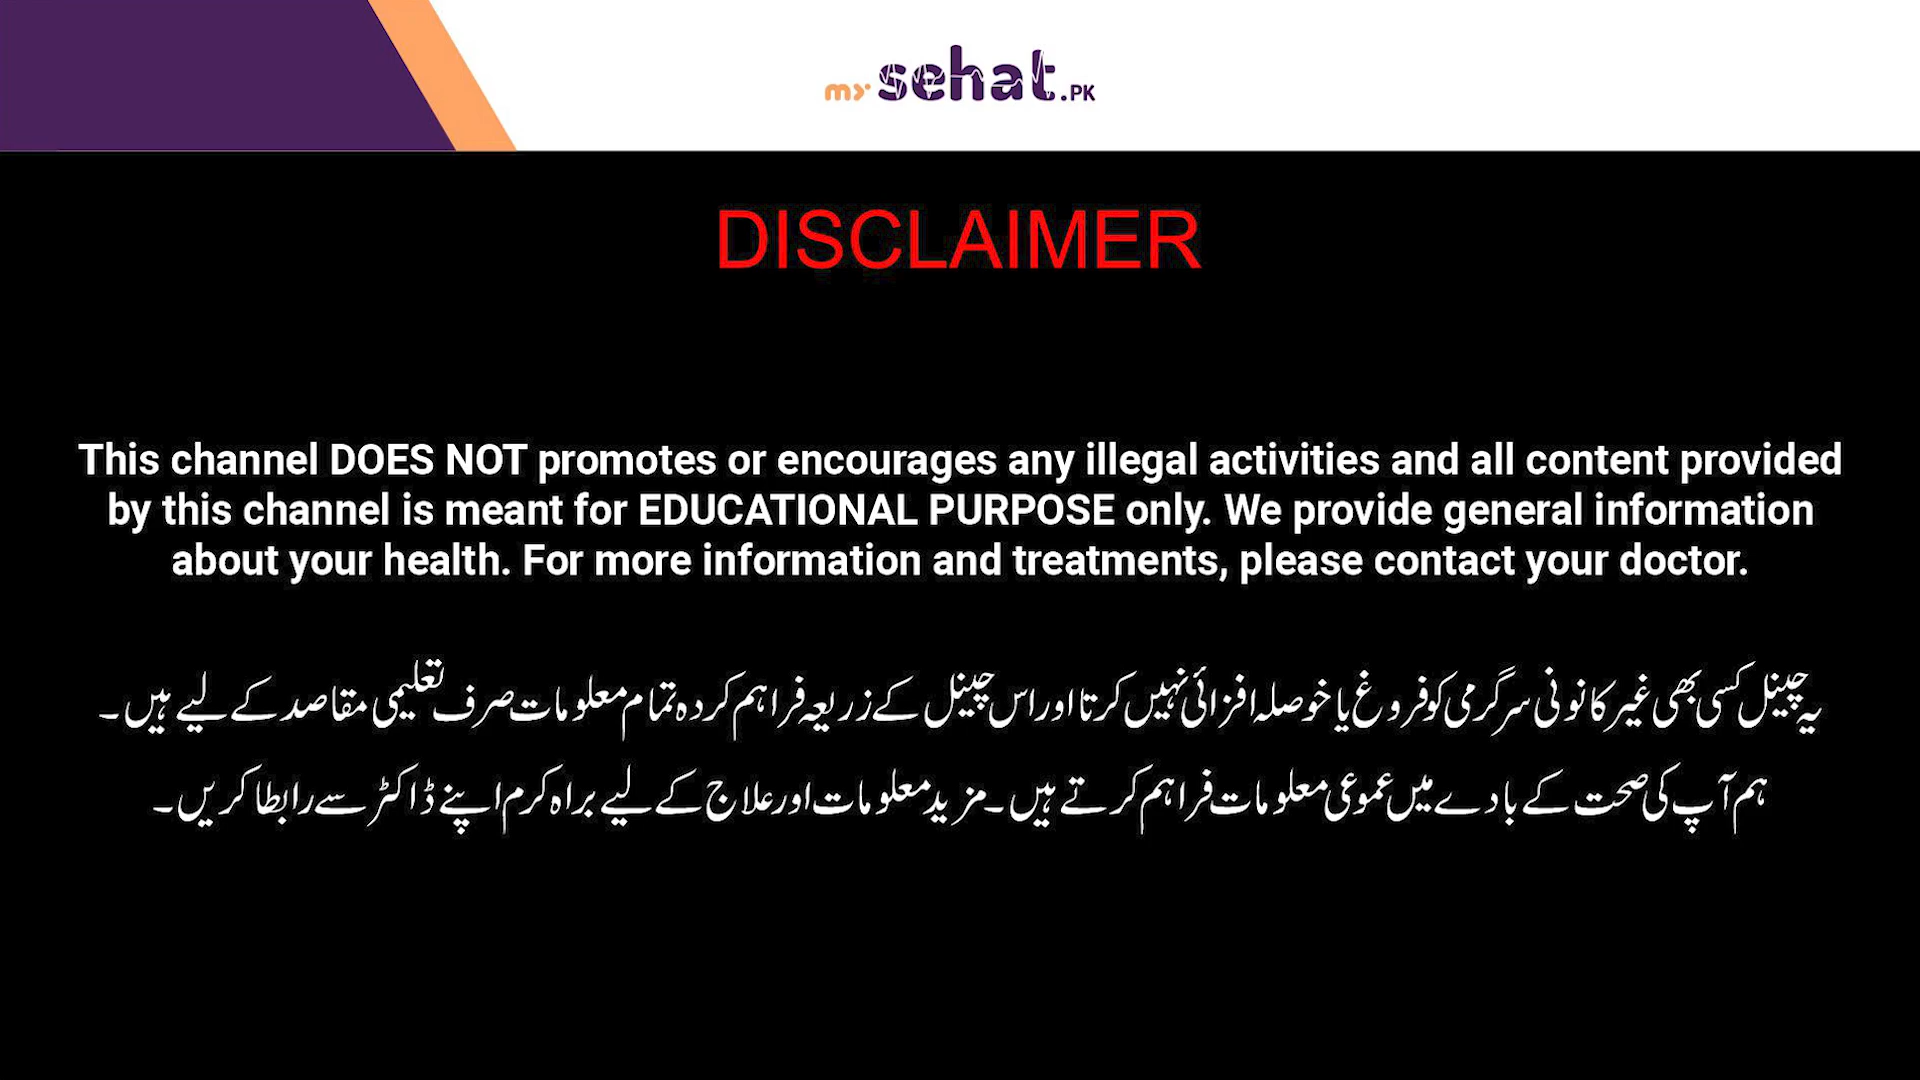 my sehat.PK
DISCLAIMER
This channel DOES NOT promotes or encourages any illegal activities and all content provided
by this channel is meant for EDUCATIONAL PURPOSE only. We provide general information
about your health. For more information and treatments, please contact your doctor.
یہ چینل کسی بھی غیر کانونی سرگرمی کو فروغ یا خوصلہ افزائی نہیں کرتا اور اس چینل کے زریعہ فراہم کردہ تمام معلومات صرف تعلیمی مقاصد کے لیے ہیں۔
ہم آپ کی صحت کے بادے میں عموعی معلومات فراہم کرتے ہیں۔ مزید معلومات اور علاج کے لیے براہ کرم اپنے ڈاکٹر سے رابطا کریں۔